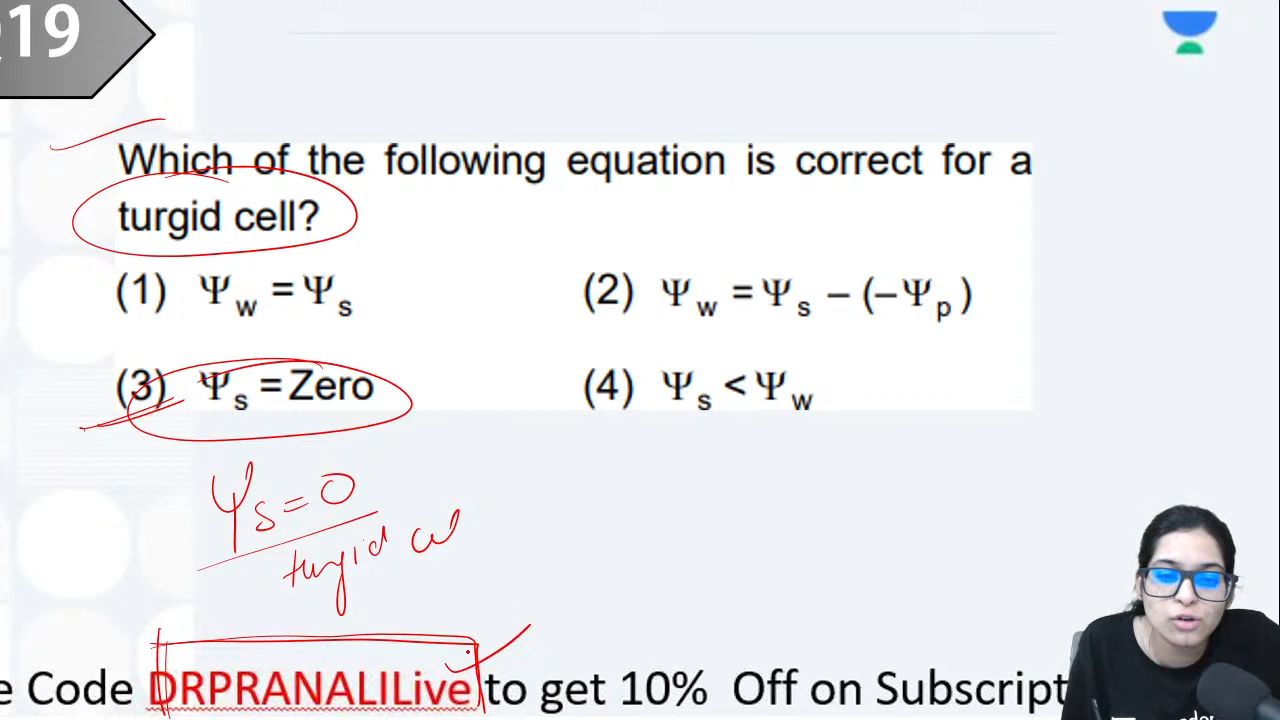 19
Which of the following equation is correct for a
turgid cell?
(1) Ψw = Ψs
(2) Ψw = Ψs – (–Ψp)
(3) Ψs = Zero
(4) Ψs < Ψw
Ψs = 0
turgid
e Code DRPRANALILive to get 10% Off on Subscript